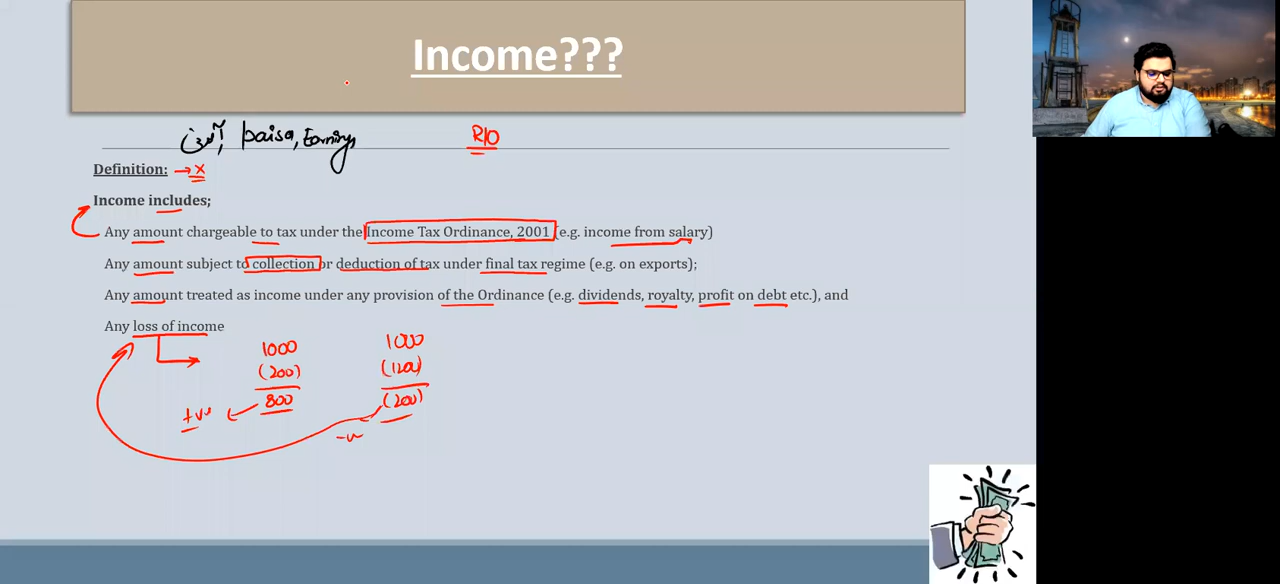 Income???
آمدن, paisa, Earning, R/O
Definition: → x
Income includes;
Any amount chargeable to tax under the Income Tax Ordinance, 2001 (e.g. income from salary)
Any amount subject to collection or deduction of tax under final tax regime (e.g. on exports);
Any amount treated as income under any provision of the Ordinance (e.g. dividends, royalty, profit on debt etc.), and
Any loss of income
1000 1000
(200) (1200)
800 (200)
+ve -ve